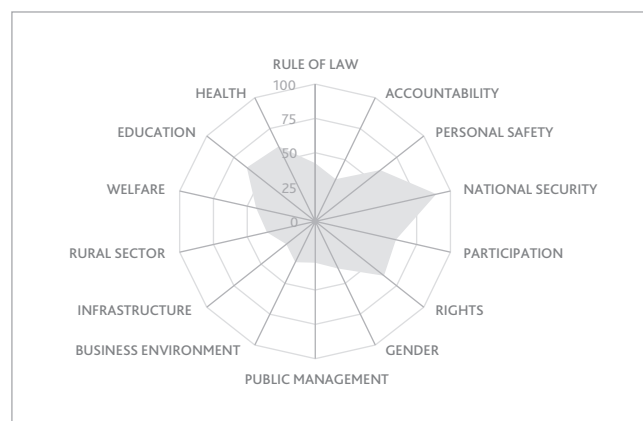 RULE OF LAW
100
HEALTH
ACCOUNTABILITY
75
EDUCATION
PERSONAL SAFETY
50
WELFARE
25
NATIONAL SECURITY
0
RURAL SECTOR
PARTICIPATION
INFRASTRUCTURE
RIGHTS
BUSINESS ENVIRONMENT
GENDER
PUBLIC MANAGEMENT